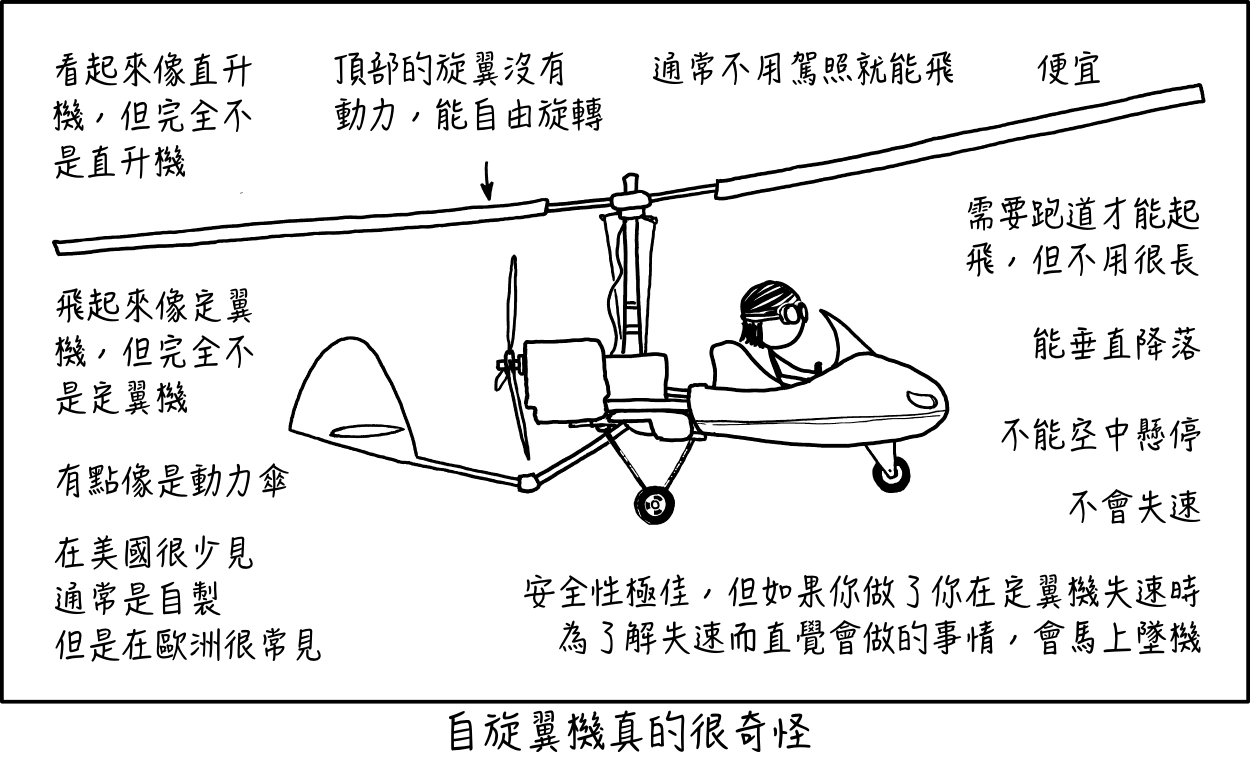 看起來像直升
機，但完全不
是直升機
頂部的旋翼沒有
動力，能自由旋轉
通常不用駕照就能飛
便宜
需要跑道才能起
飛，但不用很長
飛起來像定翼
機，但完全不
是定翼機
能垂直降落
不能空中懸停
有點像是動力傘
不會失速
在美國很少見
通常是自製
但是在歐洲很常見
安全性極佳，但如果你做了你在定翼機失速時
為了解失速而直覺會做的事情，會馬上墜機
自旋翼機真的很奇怪